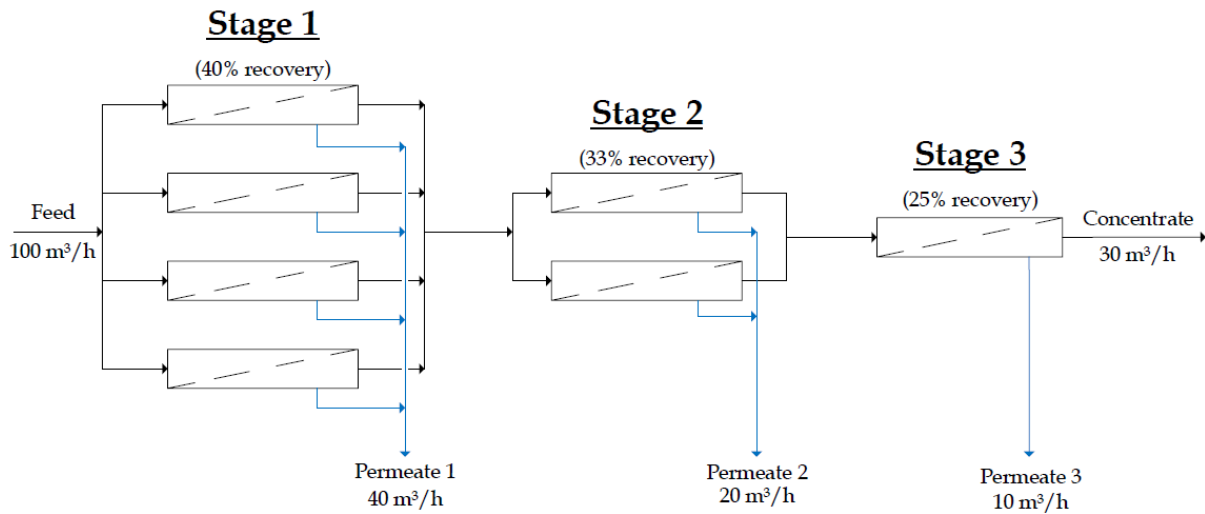 Stage 1
(40% recovery)
Stage 2
(33% recovery)
Stage 3
(25% recovery)
Feed
100 m³/h
Concentrate
30 m³/h
Permeate 1
40 m³/h
Permeate 2
20 m³/h
Permeate 3
10 m³/h